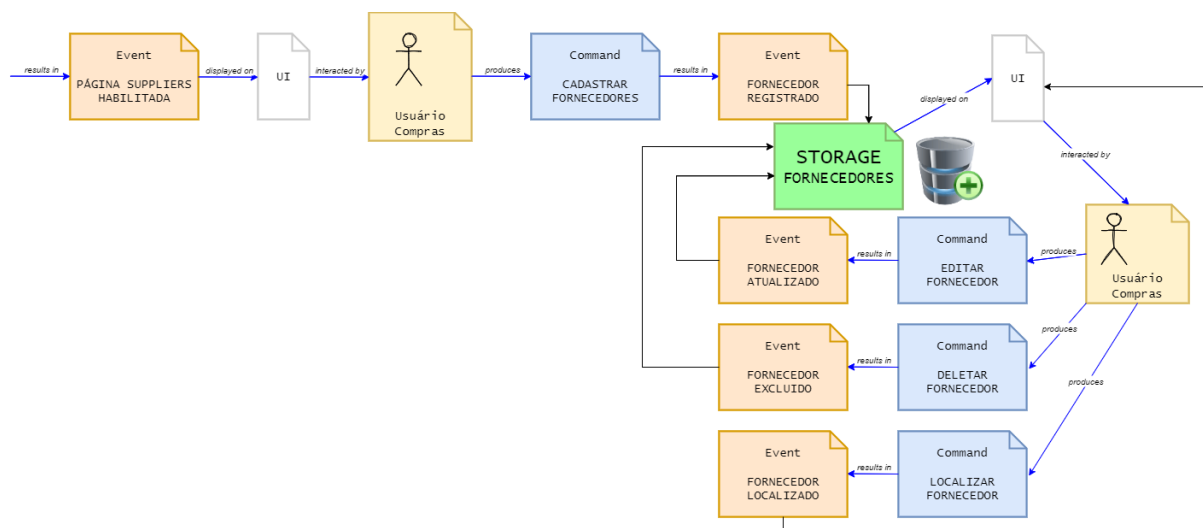 results in
Event
PÁGINA SUPPLIERS
HABILITADA
displayed on
UI
interacted by
Usuário
Compras
produces
Command
CADASTRAR
FORNECEDORES
results in
Event
FORNECEDOR
REGISTRADO
displayed on
UI
interacted by
STORAGE
FORNECEDORES
Event
FORNECEDOR
ATUALIZADO
results in
Command
EDITAR
FORNECEDOR
produces
Usuário
Compras
Event
FORNECEDOR
EXCLUIDO
results in
Command
DELETAR
FORNECEDOR
produces
produces
Event
FORNECEDOR
LOCALIZADO
results in
Command
LOCALIZAR
FORNECEDOR